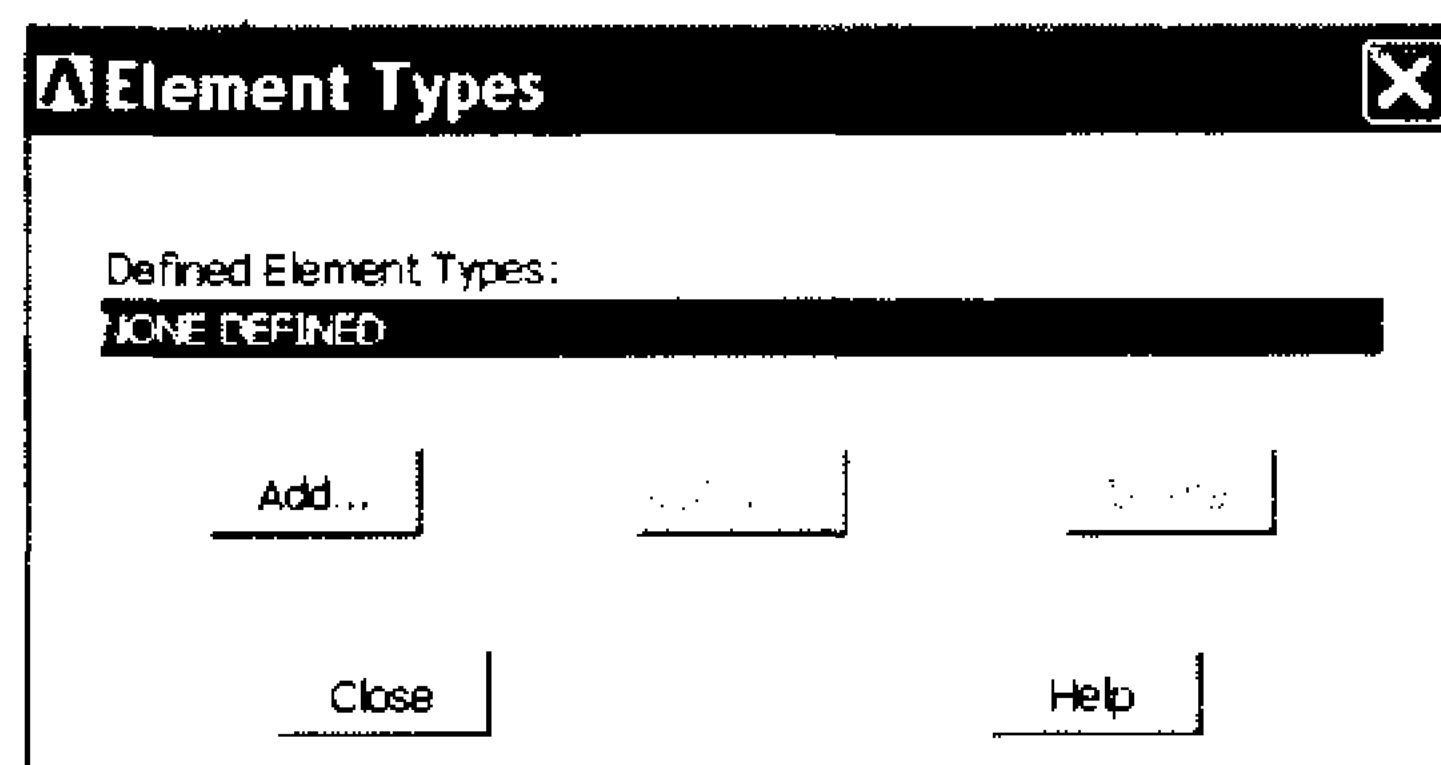 Element Types
Defined Element Types:
NONE DEFINED
Add...
Close Help